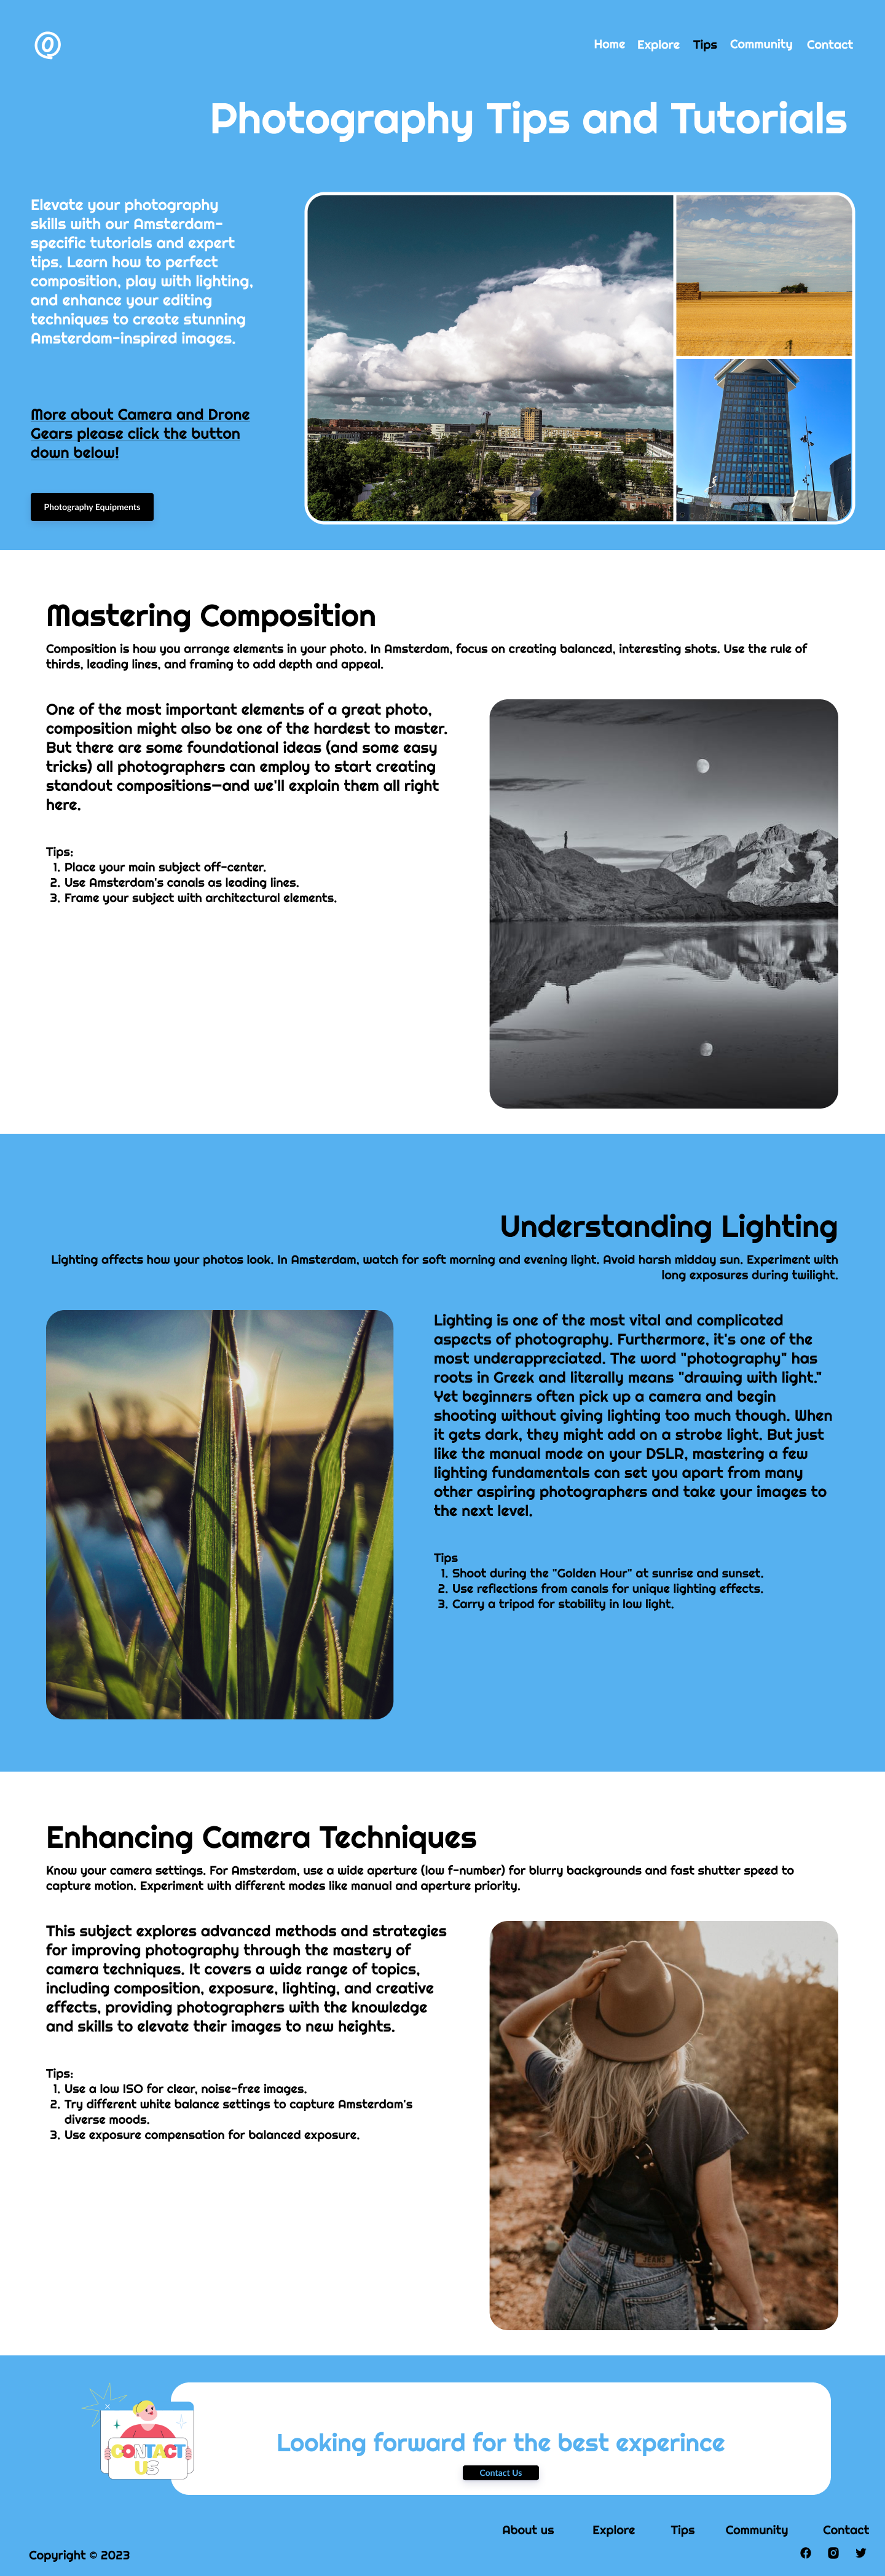 Home Explore Tips Community Contact
Photography Tips and Tutorials
Elevate your photography
skills with our Amsterdam-
specific tutorials and expert
tips. Learn how to perfect
composition, play with lighting,
and enhance your editing
techniques to create stunning
Amsterdam-inspired images.
More about Camera and Drone
Gears please click the button
down below!
Photography Equipments
Mastering Composition
Composition is how you arrange elements in your photo. In Amsterdam, focus on creating balanced, interesting shots. Use the rule of
thirds, leading lines, and framing to add depth and appeal.
One of the most important elements of a great photo,
composition might also be one of the hardest to master.
But there are some foundational ideas (and some easy
tricks) all photographers can employ to start creating
standout compositions—and we'll explain them all right
here.
Tips:
1. Place your main subject off-center.
2. Use Amsterdam's canals as leading lines.
3. Frame your subject with architectural elements.
Understanding Lighting
Lighting affects how your photos look. In Amsterdam, watch for soft morning and evening light. Avoid harsh midday sun. Experiment with
long exposures during twilight.
Lighting is one of the most vital and complicated
aspects of photography. Furthermore, it's one of the
most underappreciated. The word "photography" has
roots in Greek and literally means "drawing with light."
Yet beginners often pick up a camera and begin
shooting without giving lighting too much though. When
it gets dark, they might add on a strobe light. But just
like the manual mode on your DSLR, mastering a few
lighting fundamentals can set you apart from many
other aspiring photographers and take your images to
the next level.
Tips
1. Shoot during the "Golden Hour" at sunrise and sunset.
2. Use reflections from canals for unique lighting effects.
3. Carry a tripod for stability in low light.
Enhancing Camera Techniques
Know your camera settings. For Amsterdam, use a wide aperture (low f-number) for blurry backgrounds and fast shutter speed to
capture motion. Experiment with different modes like manual and aperture priority.
This subject explores advanced methods and strategies
for improving photography through the mastery of
camera techniques. It covers a wide range of topics,
including composition, exposure, lighting, and creative
effects, providing photographers with the knowledge
and skills to elevate their images to new heights.
Tips:
1. Use a low ISO for clear, noise-free images.
2. Try different white balance settings to capture Amsterdam's
diverse moods.
3. Use exposure compensation for balanced exposure.
CONTACT
US
Looking forward for the best experince
Contact Us
About us Explore Tips Community Contact
Copyright © 2023